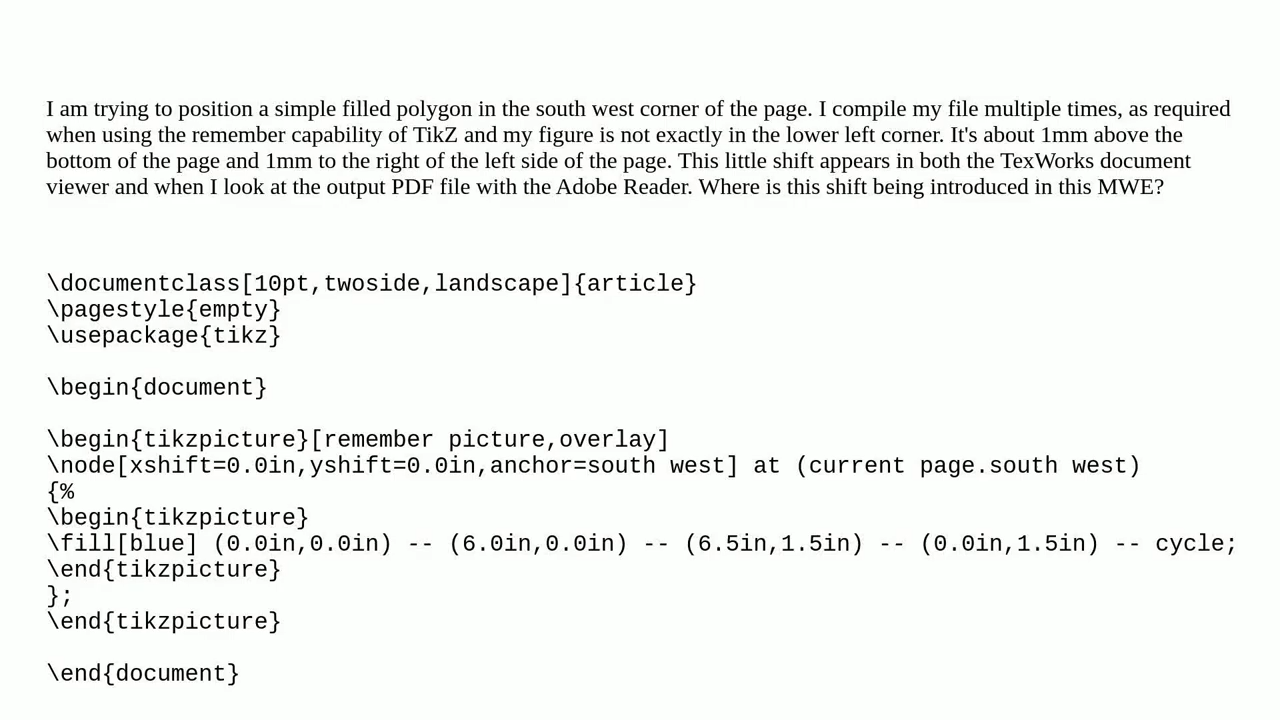 I am trying to position a simple filled polygon in the south west corner of the page. I compile my file multiple times, as required
when using the remember capability of TikZ and my figure is not exactly in the lower left corner. It's about 1mm above the
bottom of the page and 1mm to the right of the left side of the page. This little shift appears in both the TexWorks document
viewer and when I look at the output PDF file with the Adobe Reader. Where is this shift being introduced in this MWE?
\documentclass[10pt,twoside,landscape]{article}
\pagestyle{empty}
\usepackage{tikz}
\begin{document}
\begin{tikzpicture}[remember picture,overlay]
\node[xshift=0.0in,yshift=0.0in,anchor=south west] at (current page.south west)
{%
\begin{tikzpicture}
\fill[blue] (0.0in,0.0in) -- (6.0in,0.0in) -- (6.5in,1.5in) -- (0.0in,1.5in) -- cycle;
\end{tikzpicture}
};
\end{tikzpicture}
\end{document}